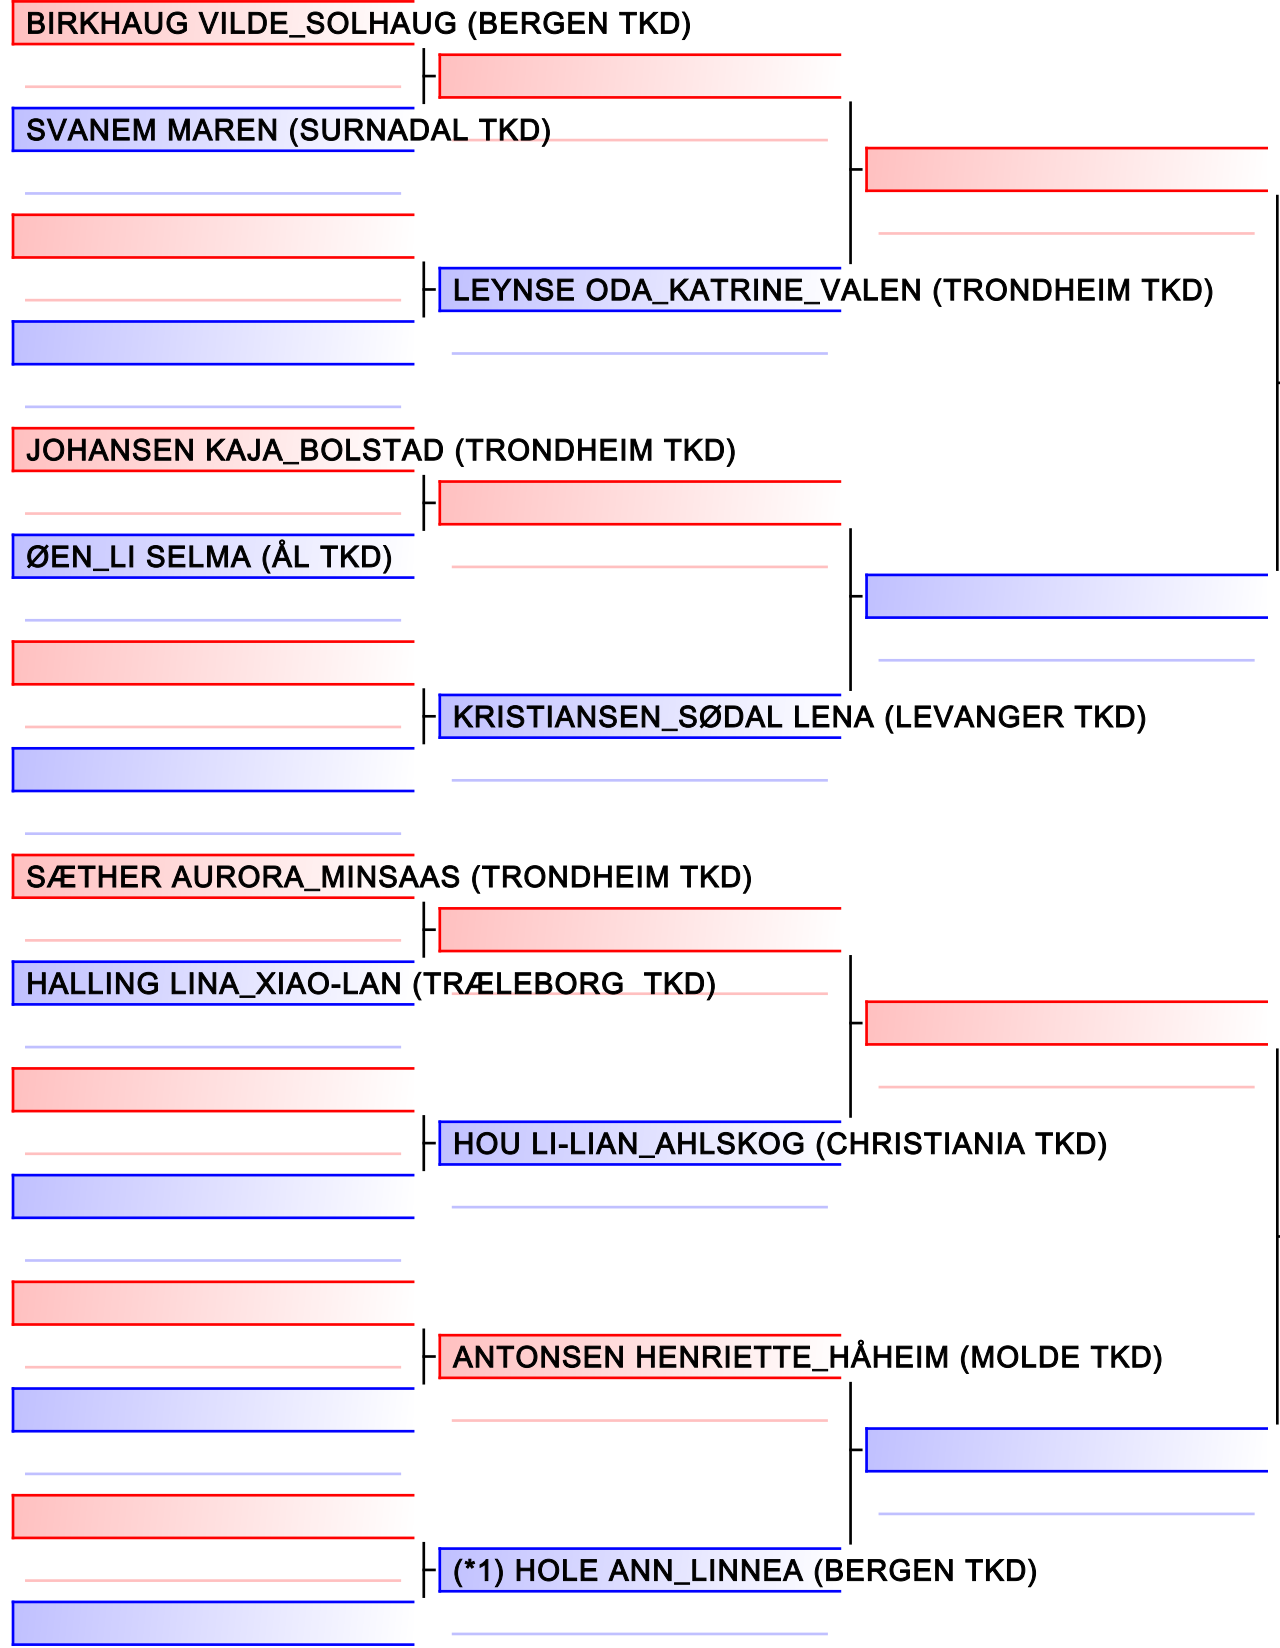 BIRKHAUG VILDE_SOLHAUG (BERGEN TKD)
SVANEM MAREN (SURNADAL TKD)
LEYNSE ODA_KATRINE_VALEN (TRONDHEIM TKD)
JOHANSEN KAJA_BOLSTAD (TRONDHEIM TKD)
ØEN_LI SELMA (ÅL TKD)
KRISTIANSEN_SØDAL LENA (LEVANGER TKD)
SÆTHER AURORA_MINSAAS (TRONDHEIM TKD)
HALLING LINA_XIAO-LAN (TRÆLEBORG  TKD)
HOU LI-LIAN_AHLSKOG (CHRISTIANIA TKD)
ANTONSEN HENRIETTE_HÅHEIM (MOLDE TKD)
(*1) HOLE ANN_LINNEA (BERGEN TKD)